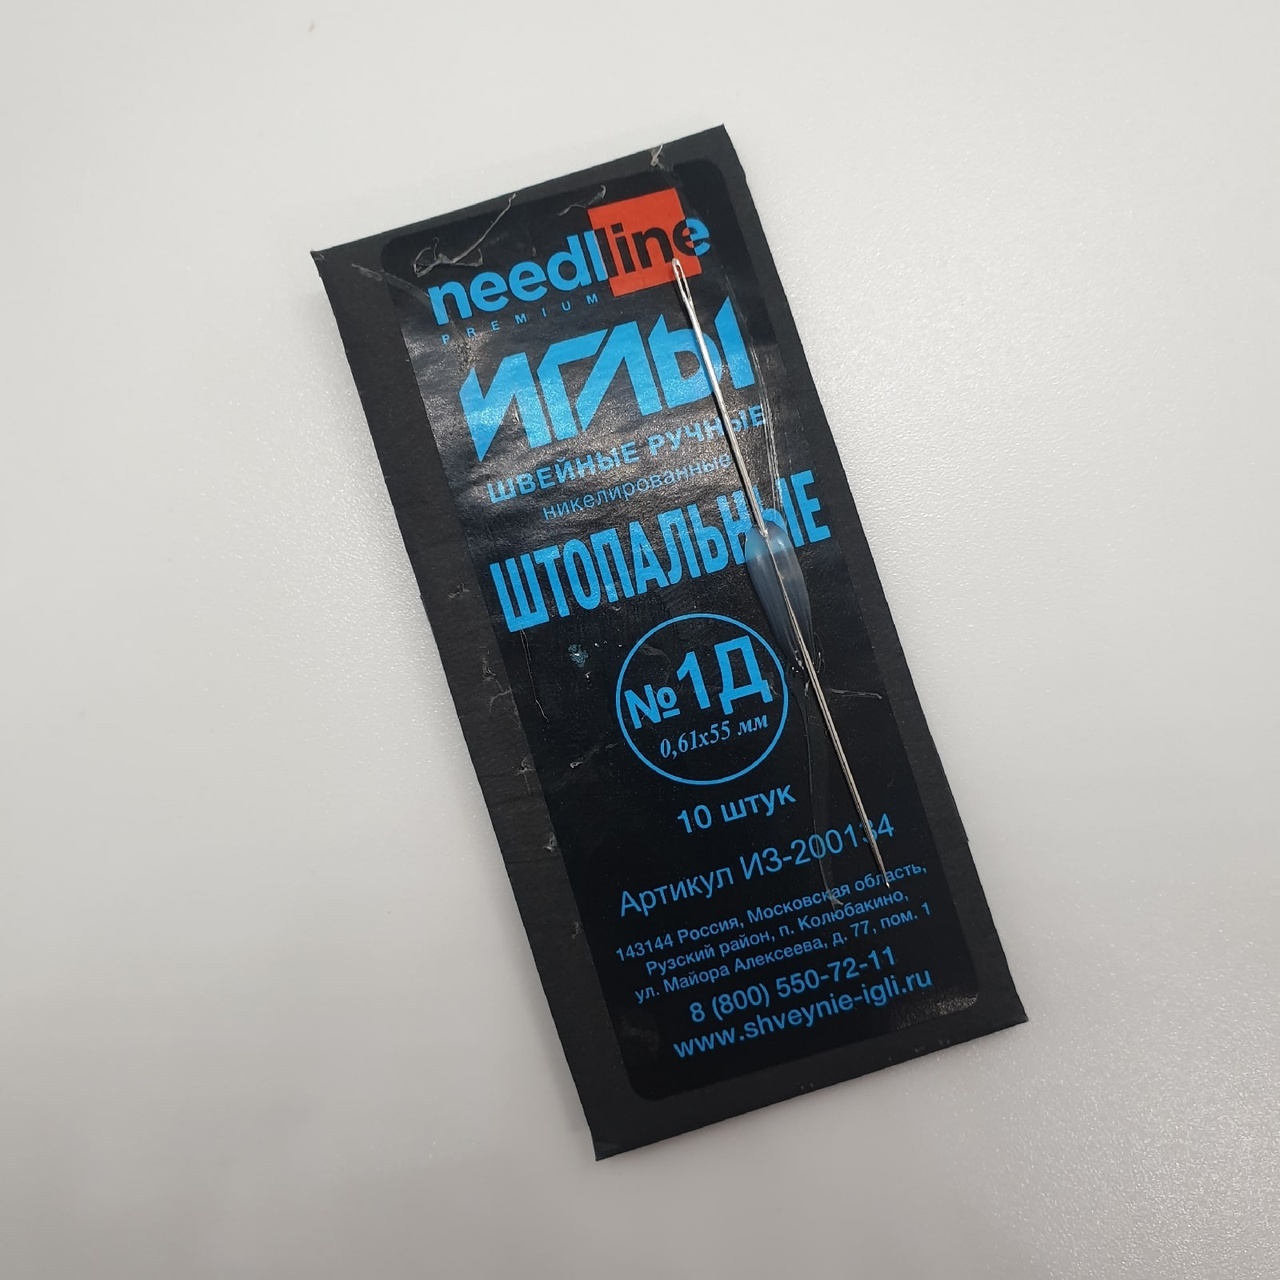 needlline
PREMIUM
ИГЛЫ
ШВЕЙНЫЕ РУЧНЫЕ
никелированные
ШТОПАЛЬНЫЕ
№1Д
0,61х55 мм
10 штук
Артикул ИЗ-200134
143144 Россия, Московская область,
Рузский район, п. Колюбакино,
ул. Майора Алексеева, д. 77, пом. 1
8 (800) 550-72-11
www.shveynie-igli.ru